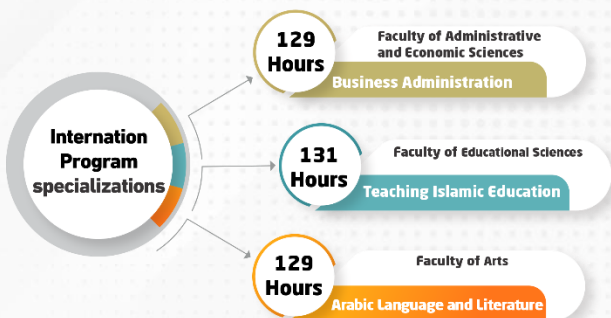 Internation
Program
specializations
129
Hours
Faculty of Administrative
and Economic Sciences
Business Administration
131
Hours
Faculty of Educational Sciences
Teaching Islamic Education
129
Hours
Faculty of Arts
Arabic Language and Literature